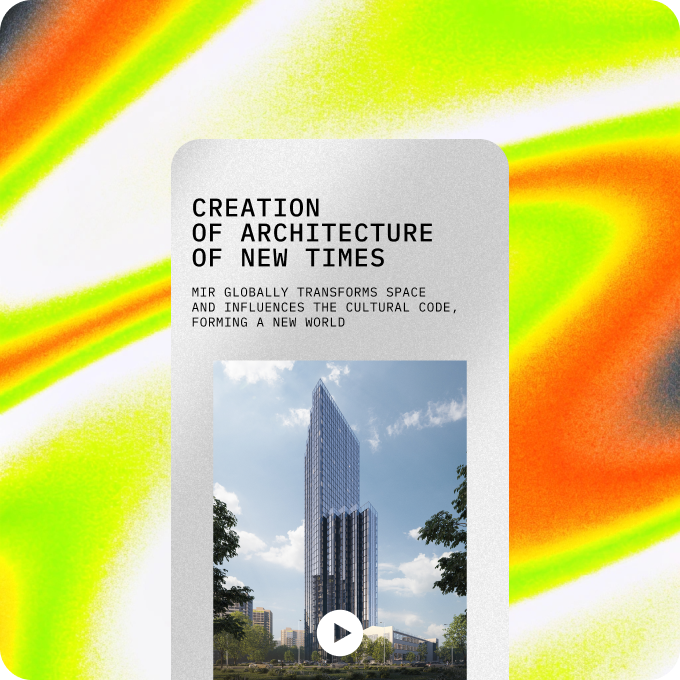 CREATION
OF ARCHITECTURE
OF NEW TIMES
MIR GLOBALLY TRANSFORMS SPACE
AND INFLUENCES THE CULTURAL CODE,
FORMING A NEW WORLD